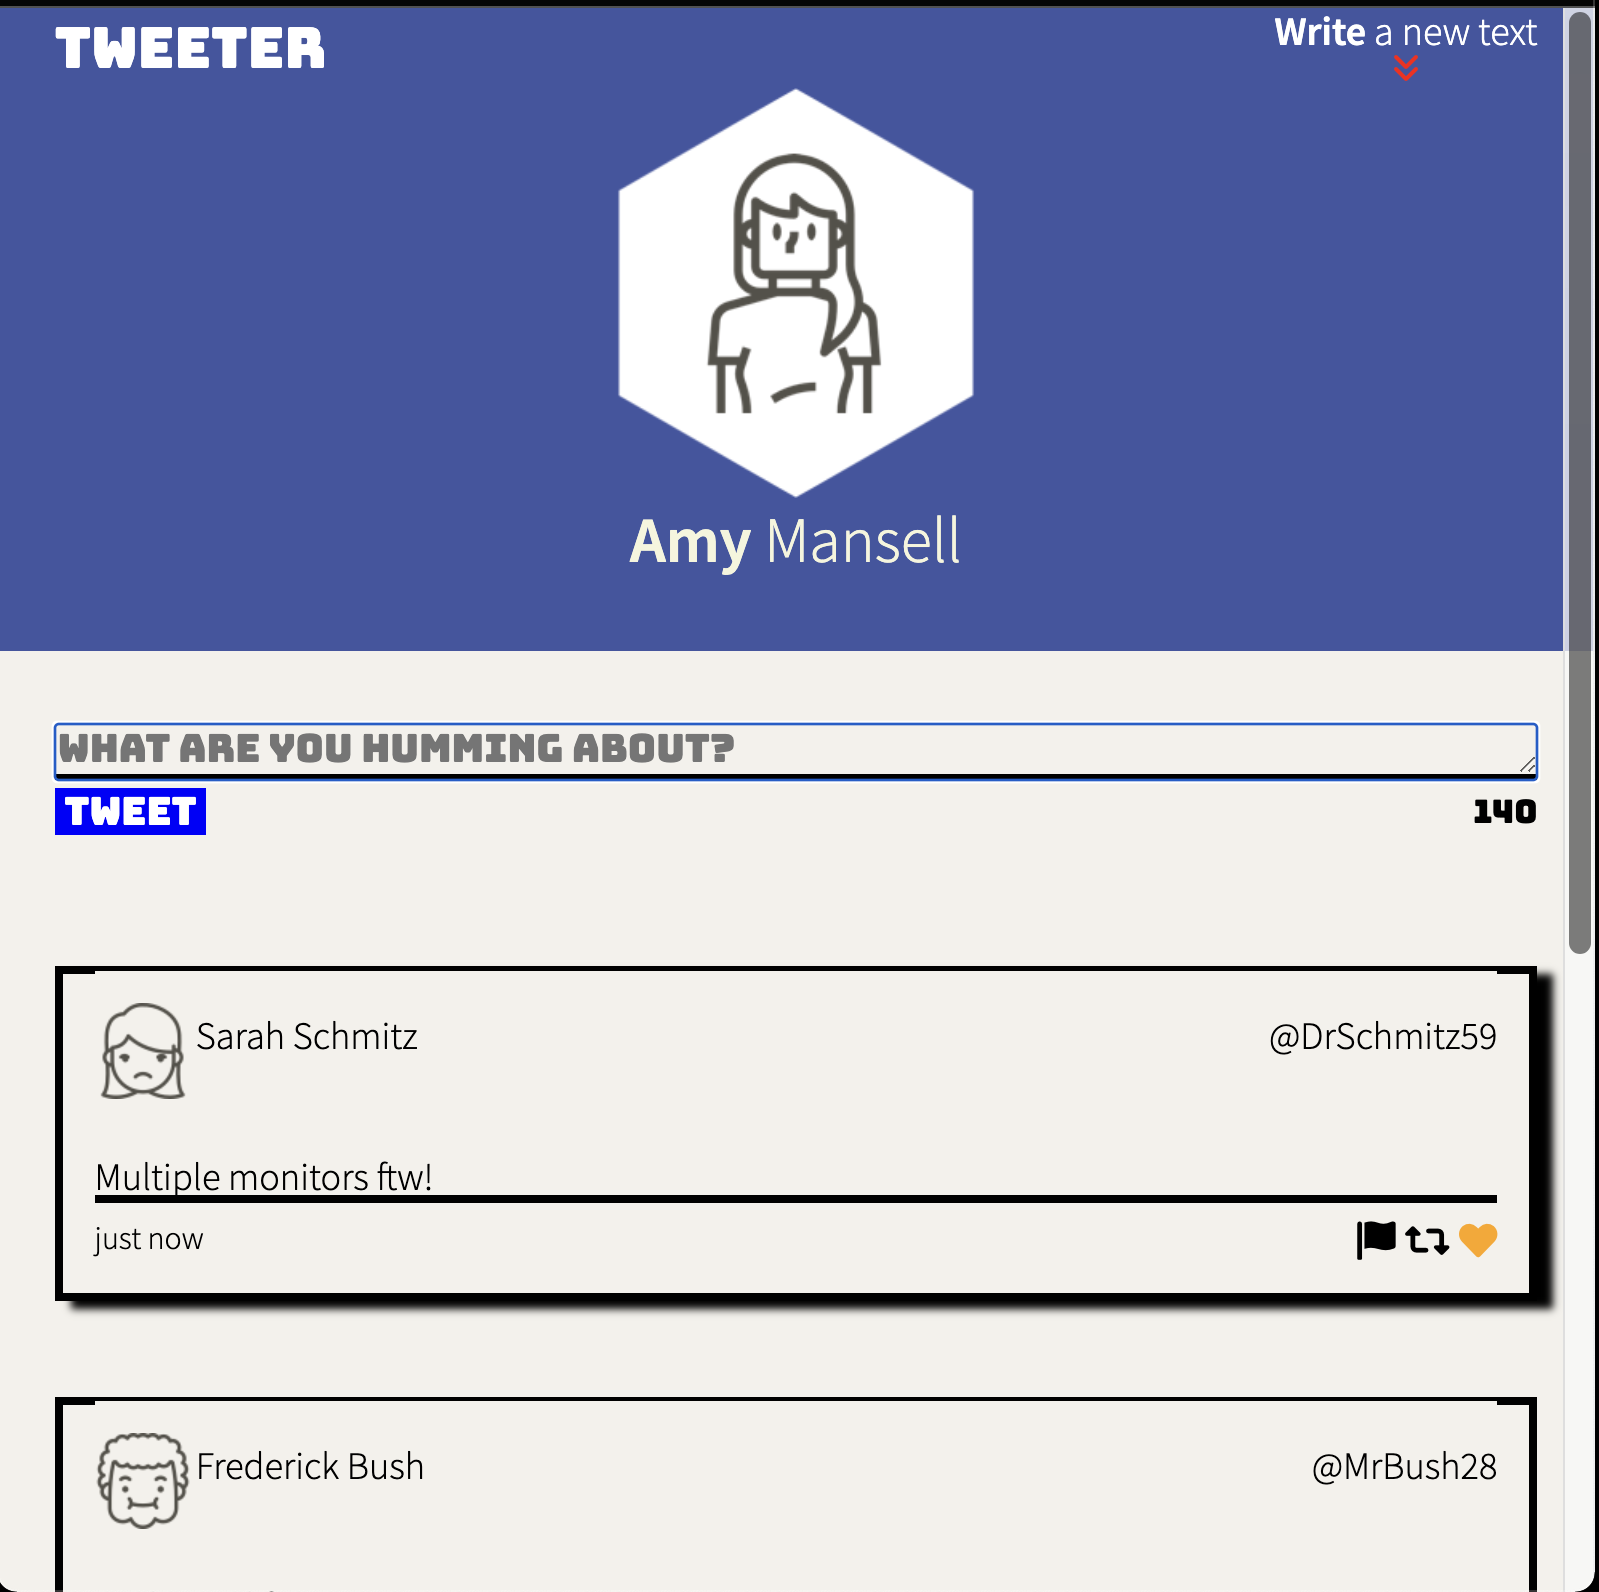 TWEETER
Write a new text
Amy Mansell
WHAT ARE YOU HUMMING ABOUT?
TWEET
140
Sarah Schmitz
@DrSchmitz59
Multiple monitors ftw!
just now
Frederick Bush
@MrBush28